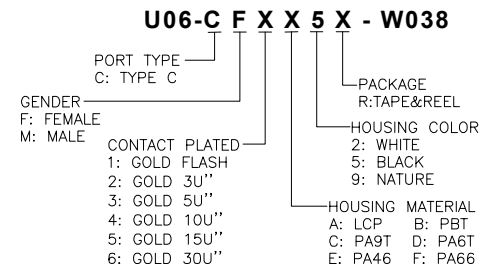 U06-C F X X 5 X - W038
PORT TYPE
C: TYPE C
GENDER
F: FEMALE
M: MALE
CONTACT PLATED
1: GOLD FLASH
2: GOLD 3U''
3: GOLD 5U''
4: GOLD 10U''
5: GOLD 15U''
6: GOLD 30U''
PACKAGE
R:TAPE&REEL
HOUSING COLOR
2: WHITE
5: BLACK
9: NATURE
HOUSING MATERIAL
A: LCP B: PBT
C: PA9T D: PA6T
E: PA46 F: PA66